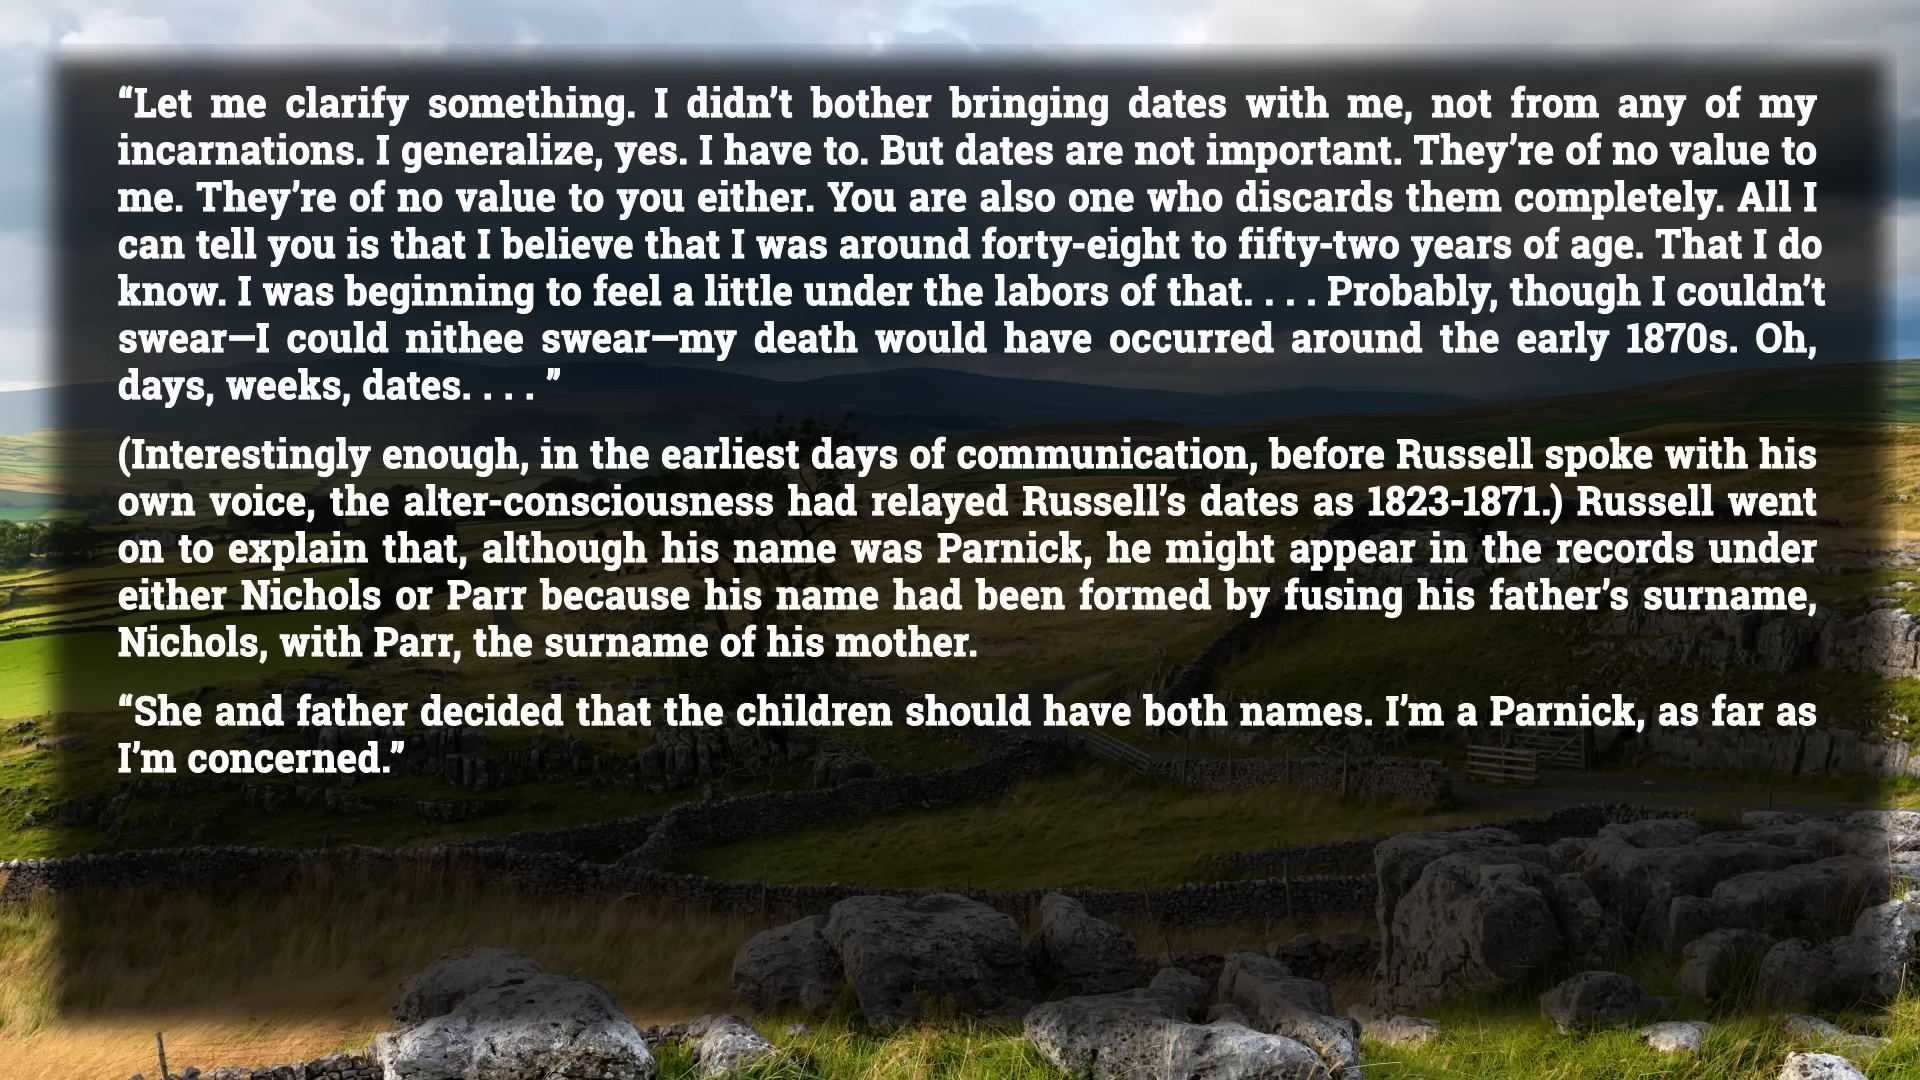 “Let me clarify something. I didn’t bother bringing dates with me, not from any of my
incarnations. I generalize, yes. I have to. But dates are not important. They’re of no value to
me. They’re of no value to you either. You are also one who discards them completely. All I
can tell you is that I believe that I was around forty-eight to fifty-two years of age. That I do
know. I was beginning to feel a little under the labors of that. . . . Probably, though I couldn’t
swear—I could nithee swear—my death would have occurred around the early 1870s. Oh,
days, weeks, dates. . . . ”
(Interestingly enough, in the earliest days of communication, before Russell spoke with his
own voice, the alter-consciousness had relayed Russell’s dates as 1823-1871.) Russell went
on to explain that, although his name was Parnick, he might appear in the records under
either Nichols or Parr because his name had been formed by fusing his father’s surname,
Nichols, with Parr, the surname of his mother.
“She and father decided that the children should have both names. I’m a Parnick, as far as
I’m concerned.”